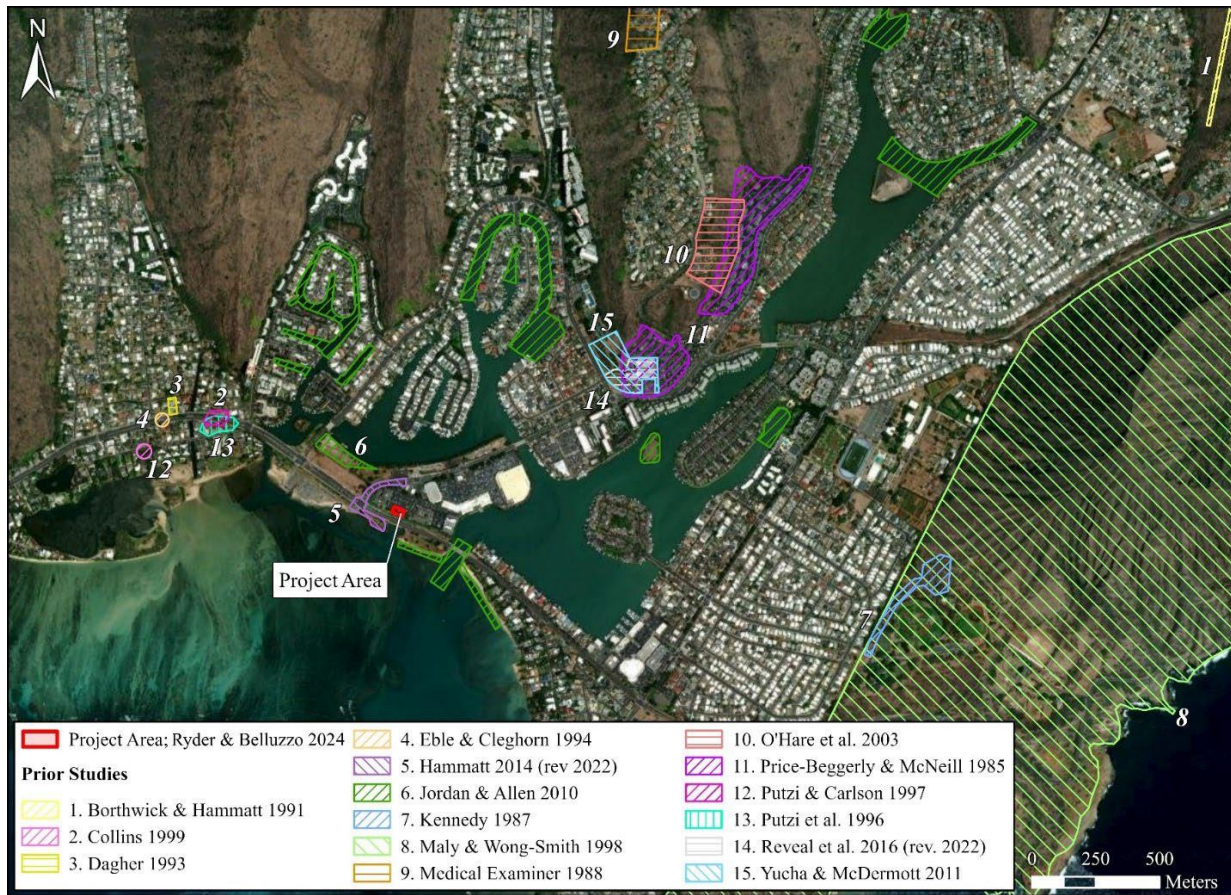 N
9
1
10
15
11
3
2
14
4
13
6
12
5
Project Area
7
8
Project Area; Ryder & Belluzzo 2024
Prior Studies
1. Borthwick & Hammatt 1991
2. Collins 1999
3. Dagher 1993
4. Eble & Cleghorn 1994
5. Hammatt 2014 (rev 2022)
6. Jordan & Allen 2010
7. Kennedy 1987
8. Maly & Wong-Smith 1998
9. Medical Examiner 1988
10. O'Hare et al. 2003
11. Price-Beggerly & McNeill 1985
12. Putzi & Carlson 1997
13. Putzi et al. 1996
14. Reveal et al. 2016 (rev. 2022)
15. Yucha & McDermott 2011
0 250 500
Meters